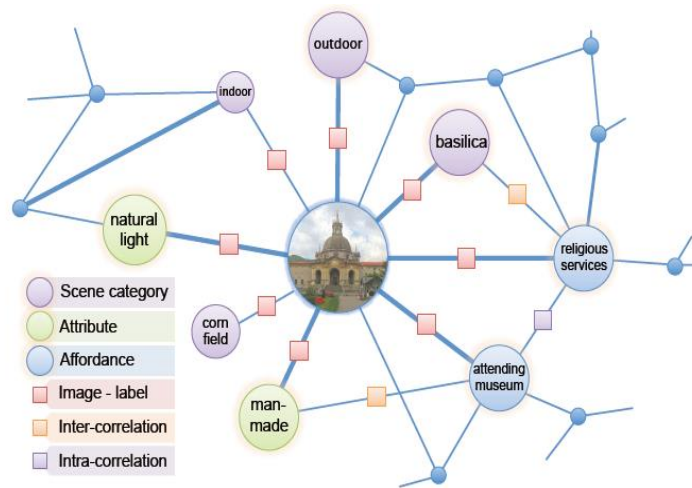 outdoor
indoor
basilica
natural
light
religious
services
corn
field
attending
museum
man-
made
Scene category
Attribute
Affordance
Image - label
Inter-correlation
Intra-correlation